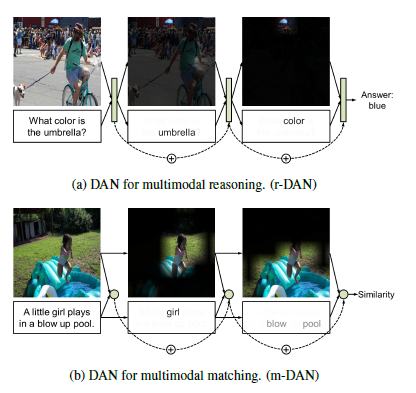 What color is
the umbrella?
umbrella
color
Answer:
blue
(a) DAN for multimodal reasoning. (r-DAN)
A little girl plays
in a blow up pool.
girl
blow pool
Similarity
(b) DAN for multimodal matching. (m-DAN)